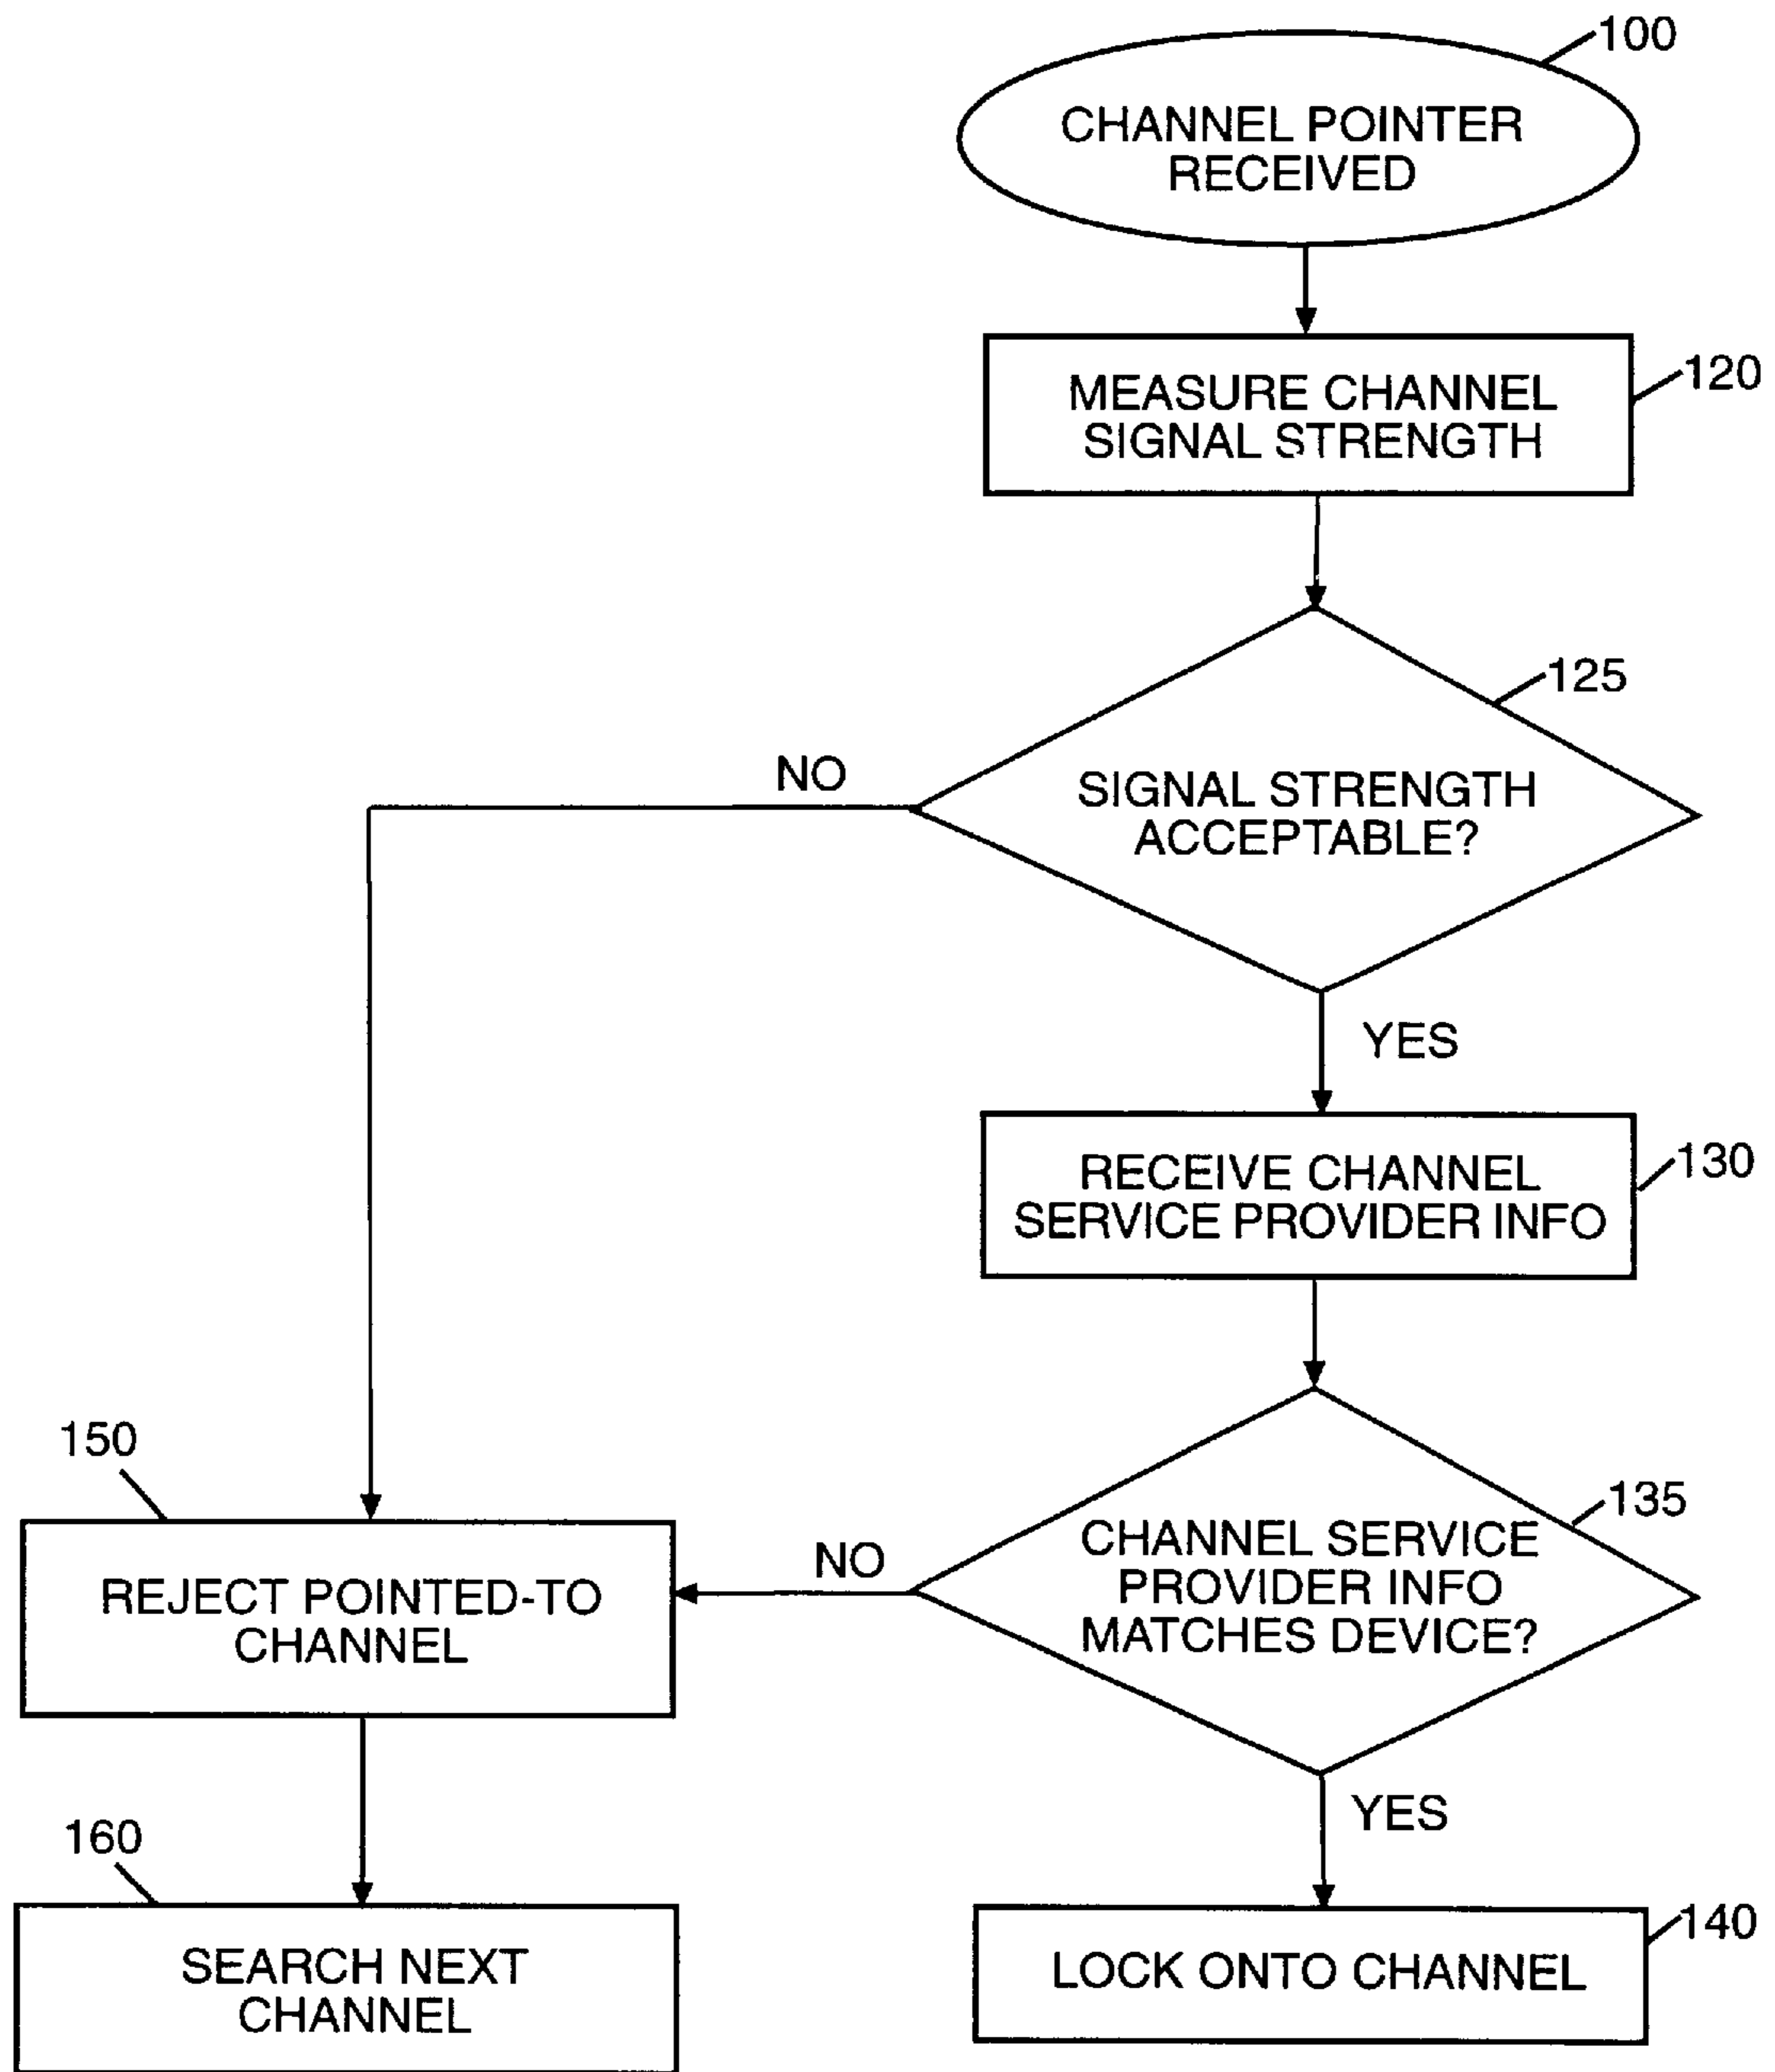 100
CHANNEL POINTER
RECEIVED
120
MEASURE CHANNEL
SIGNAL STRENGTH
125
SIGNAL STRENGTH
ACCEPTABLE?
NO
YES
130
RECEIVE CHANNEL
SERVICE PROVIDER INFO
135
CHANNEL SERVICE
PROVIDER INFO
MATCHES DEVICE?
NO
150
REJECT POINTED-TO
CHANNEL
YES
160
SEARCH NEXT
CHANNEL
140
LOCK ONTO CHANNEL